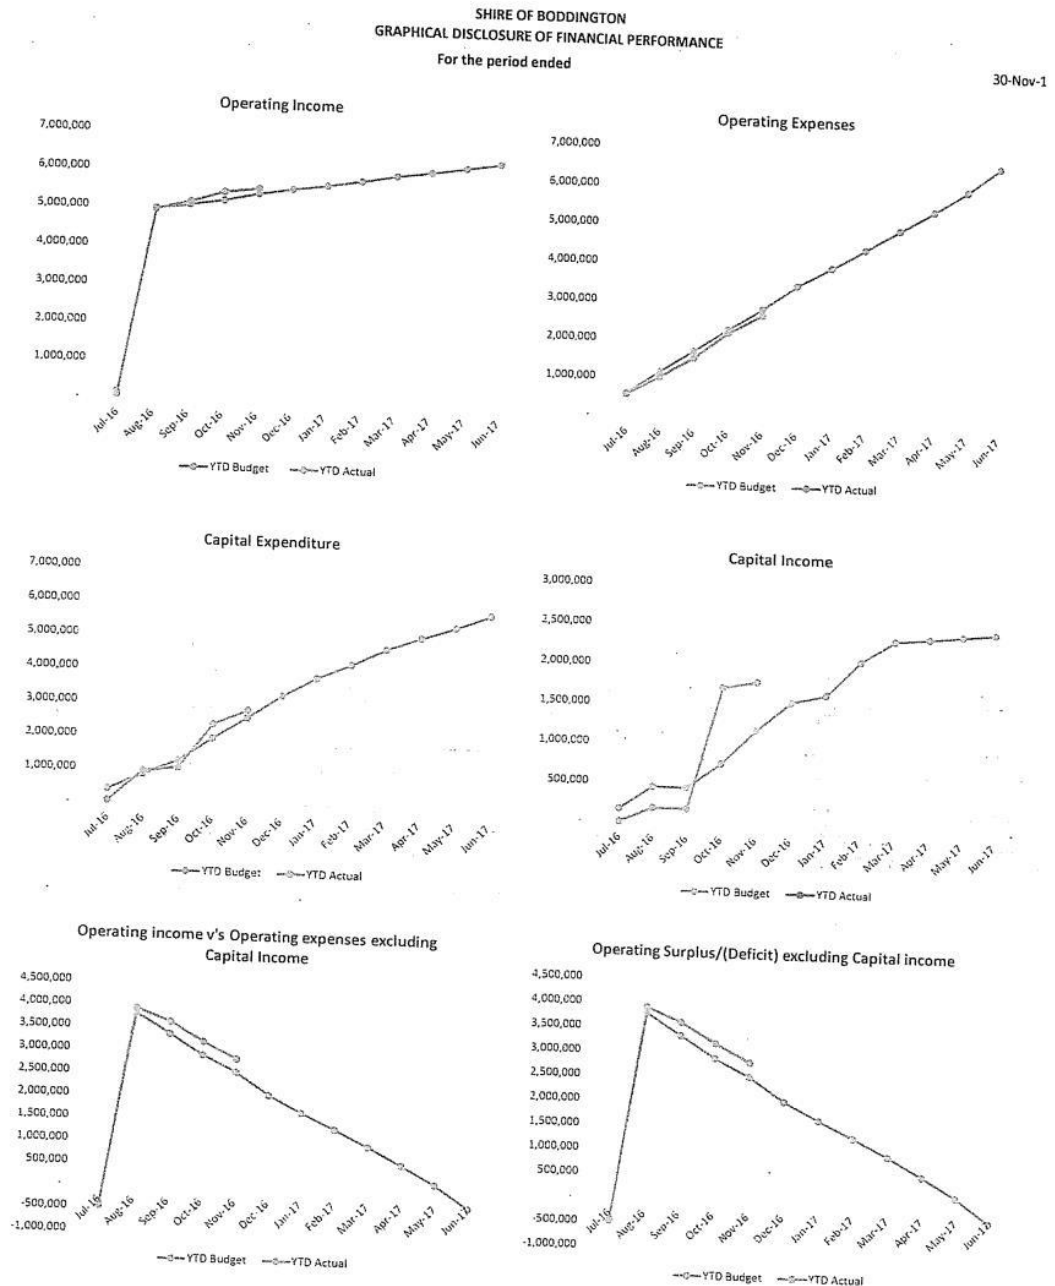 SHIRE OF BODDINGTON
GRAPHICAL DISCLOSURE OF FINANCIAL PERFORMANCE
For the period ended
30-Nov-1
Operating Income
7,000,000
6,000,000
5,000,000
4,000,000
3,000,000
2,000,000
1,000,000
-
Jul-16 Aug-16 Sep-16 Oct-16 Nov-16 Dec-16 Jan-17 Feb-17 Mar-17 Apr-17 May-17 Jun-17
YTD Budget YTD Actual
Operating Expenses
7,000,000
6,000,000
5,000,000
4,000,000
3,000,000
2,000,000
1,000,000
-
Jul-16 Aug-16 Sep-16 Oct-16 Nov-16 Dec-16 Jan-17 Feb-17 Mar-17 Apr-17 May-17 Jun-17
YTD Budget YTD Actual
Capital Expenditure
7,000,000
6,000,000
5,000,000
4,000,000
3,000,000
2,000,000
1,000,000
-
Jul-16 Aug-16 Sep-16 Oct-16 Nov-16 Dec-16 Jan-17 Feb-17 Mar-17 Apr-17 May-17 Jun-17
YTD Budget YTD Actual
Capital Income
3,000,000
2,500,000
2,000,000
1,500,000
1,000,000
500,000
-
Jul-16 Aug-16 Sep-16 Oct-16 Nov-16 Dec-16 Jan-17 Feb-17 Mar-17 Apr-17 May-17 Jun-17
YTD Budget YTD Actual
Operating income v's Operating expenses excluding
Capital Income
4,500,000
4,000,000
3,500,000
3,000,000
2,500,000
2,000,000
1,500,000
1,000,000
500,000
-500,000
-1,000,000
Jul-16 Aug-16 Sep-16 Oct-16 Nov-16 Dec-16 Jan-17 Feb-17 Mar-17 Apr-17 May-17 Jun-17
YTD Budget YTD Actual
Operating Surplus/(Deficit) excluding Capital income
4,500,000
4,000,000
3,500,000
3,000,000
2,500,000
2,000,000
1,500,000
1,000,000
500,000
-500,000
-1,000,000
Jul-16 Aug-16 Sep-16 Oct-16 Nov-16 Dec-16 Jan-17 Feb-17 Mar-17 Apr-17 May-17
YTD Budget YTD Actual